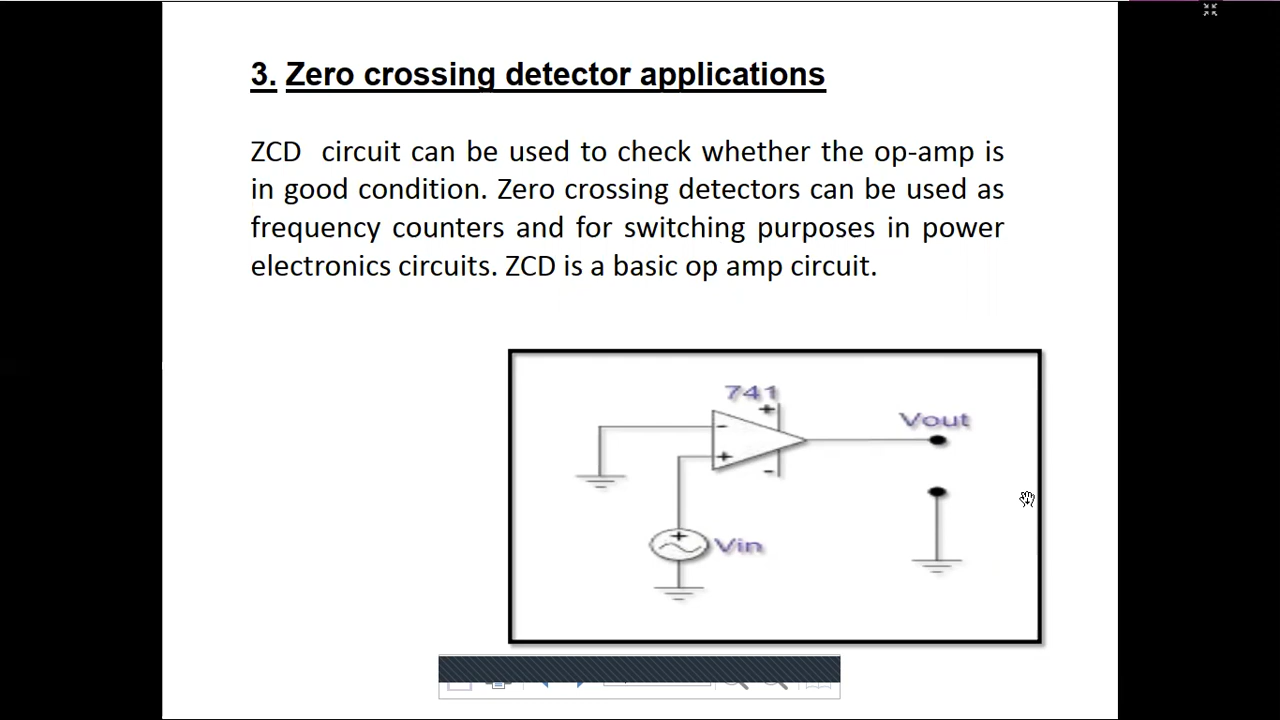 3. Zero crossing detector applications
ZCD circuit can be used to check whether the op-amp is
in good condition. Zero crossing detectors can be used as
frequency counters and for switching purposes in power
electronics circuits. ZCD is a basic op amp circuit.
741
+
Vout
-
+
-
+
Vin